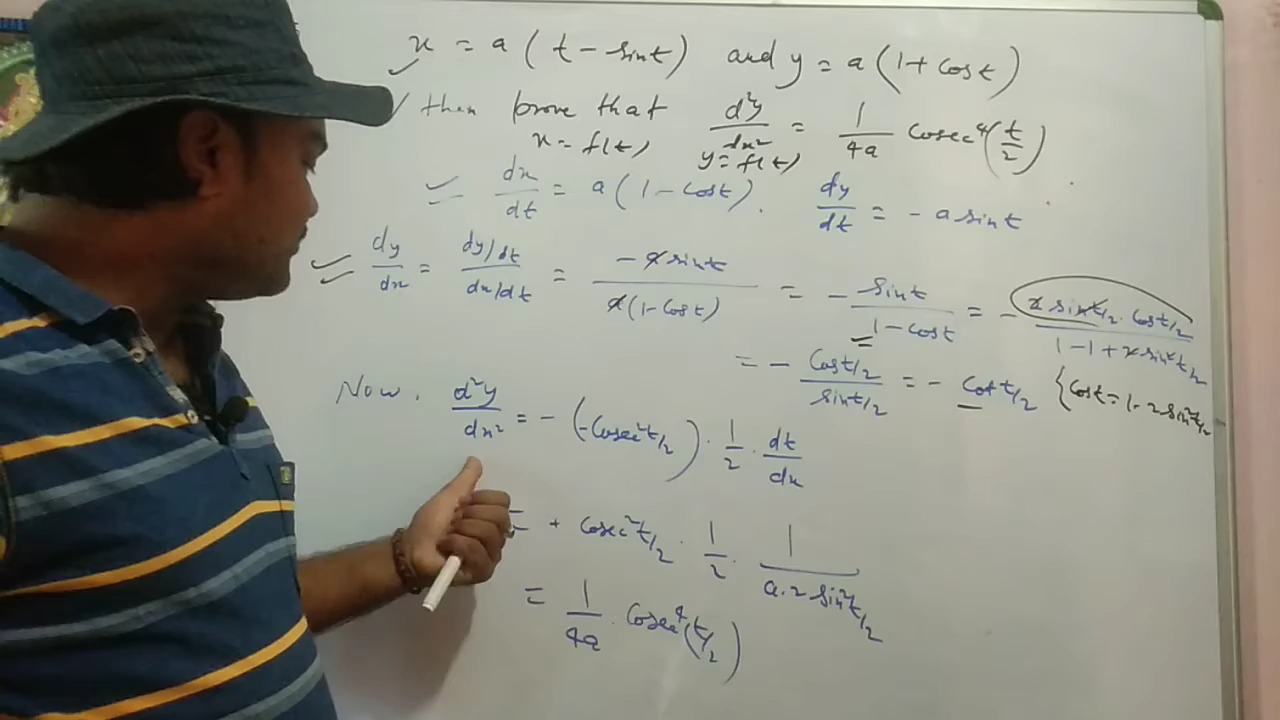 x = a ( t - sint ) and y = a ( 1 + cost )
then prove that d²y/dx² = 1/4a cosec⁴(t/2)
x = f(t) y = f(t)
dx/dt = a ( 1 - cost ). dy/dt = - a sint
dy/dx = dy/dt / dx/dt = - a sint / a(1 - cost) = - sint / 1 - cost = - 2 sint/2 . cost/2 / 1 - 1 + 2 sin²t/2
= - cost/2 / sint/2 = - cot t/2 { cost = 1 - 2 sin²t/2
Now. d²y/dx² = - (-cosec²t/2) . 1/2 . dt/dx
= + cosec²t/2 . 1/2 . 1 / a.2 sin²t/2
= 1/4a . cosec⁴(t/2)